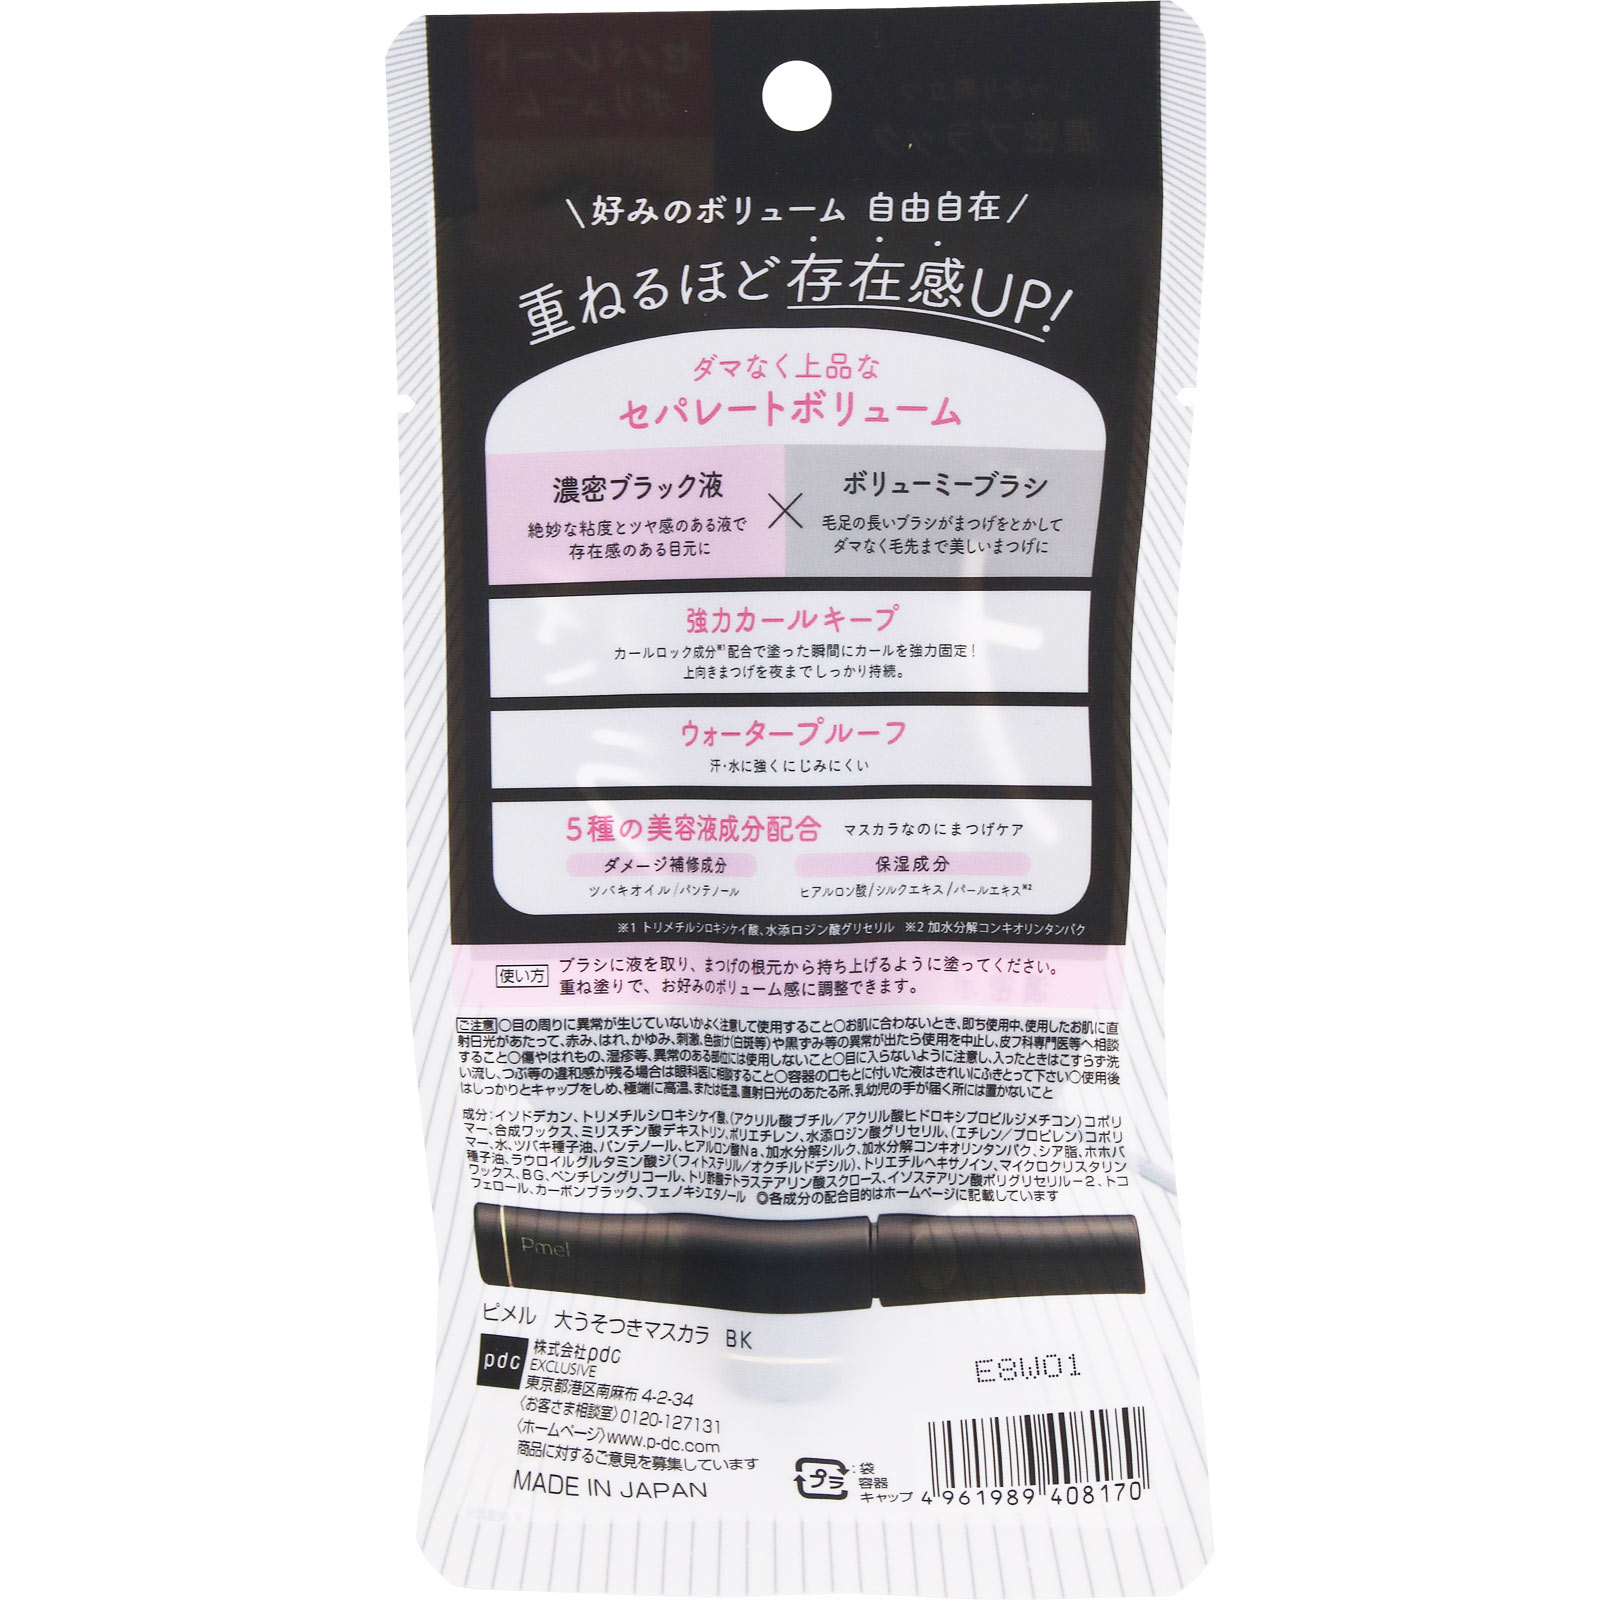 好みのボリューム 自由自在
重ねるほど存在感UP!
ダマなく上品な
セパレートボリューム
濃密ブラック液
絶妙な粘度とツヤ感のある液で
存在感のある目元に
×
ボリューミーブラシ
毛足の長いブラシがまつげをとかして
ダマなく毛先まで美しいまつげに
強力カールキープ
カールロック成分※1配合で塗った瞬間にカールを強力固定!
上向きまつげを夜までしっかり持続。
ウォータープルーフ
汗・水に強くにじみにくい
5種の美容液成分配合 マスカラなのにまつげケア
ダメージ補修成分 保湿成分
ツバキオイル/パンテノール ヒアルロン酸/シルクエキス/パールエキス※2
※1 トリメチルシロキシケイ酸、水添ロジン酸グリセリル ※2 加水分解コンキオリンタンパク
使い方 ブラシに液を取り、まつげの根元から持ち上げるように塗ってください。
重ね塗りで、お好みのボリューム感に調整できます。
ご注意 ○目の周りに異常が生じていないかよく注意して使用すること○お肌に合わないとき、即ち使用中、使用したお肌に直
射日光があたって、赤み、はれ、かゆみ、刺激、色抜け(白斑等)や黒ずみ等の異常が出たら使用を中止し、皮フ科専門医等へ相談
すること○傷やはれもの、湿疹等、異常のある部位には使用しないこと○目に入らないように注意し、入ったときはこすらず洗
い流し、つぶ等の違和感が残る場合は眼科医に相談すること○容器の口もとに付いた液はきれいにふきとって下さい○使用後
はしっかりとキャップをしめ、極端に高温、または低温、直射日光のあたる所、乳幼児の手が届く所には置かないこと
成分:イソドデカン、トリメチルシロキシケイ酸、(アクリル酸ブチル/アクリル酸ヒドロキシプロピルジメチコン)コポリ
マー、合成ワックス、ミリスチン酸デキストリン、ポリエチレン、水添ロジン酸グリセリル、(エチレン/プロピレン)コポリ
マー、水、ツバキ種子油、パンテノール、ヒアルロン酸Na、加水分解シルク、加水分解コンキオリンタンパク、シア脂、ホホバ
種子油、ラウロイルグルタミン酸ジ(フィトステリル/オクチルドデシル)、トリエチルヘキサノイン、マイクロクリスタリン
ワックス、BG、ペンチレングリコール、トリ酢酸テトラステアリン酸スクロース、イソステアリン酸ポリグリセリル-2、トコ
フェロール、カーボンブラック、フェノキシエタノール ◎各成分の配合目的はホームページに記載しています
Pmel
ピメル 大うそつきマスカラ BK
pdc
株式会社pdc
EXCLUSIVE
東京都港区南麻布 4-2-34
〈お客さま相談室〉0120-127131
〈ホームページ〉www.p-dc.com
商品に対するご意見を募集しています
MADE IN JAPAN
E8W01
プラ
:袋
容器
キャップ
4 961989 408170